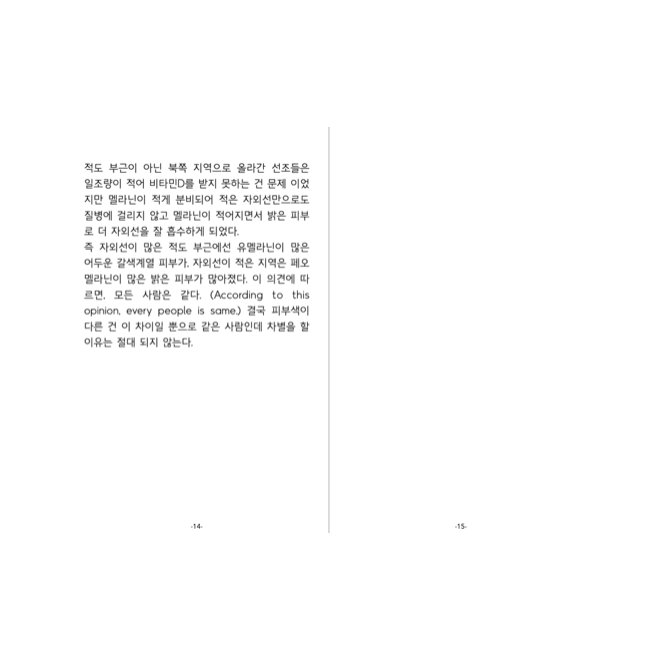 적도 부근이 아닌 북쪽 지역으로 올라간 선조들은
일조량이 적어 비타민D를 받지 못하는 건 문제 이었
지만 멜라닌이 적게 분비되어 적은 자외선만으로도
질병에 걸리지 않고 멜라닌이 적어지면서 밝은 피부
로 더 자외선을 잘 흡수하게 되었다.
즉 자외선이 많은 적도 부근에선 유멜라닌이 많은
어두운 갈색계열 피부가, 자외선이 적은 지역은 페오
멜라닌이 많은 밝은 피부가 많아졌다. 이 의견에 따
르면, 모든 사람은 같다. (According to this
opinion, every people is same.) 결국 피부색이
다른 건 이 차이일 뿐으로 같은 사람인데 차별을 할
이유는 절대 되지 않는다.
-14-
-15-